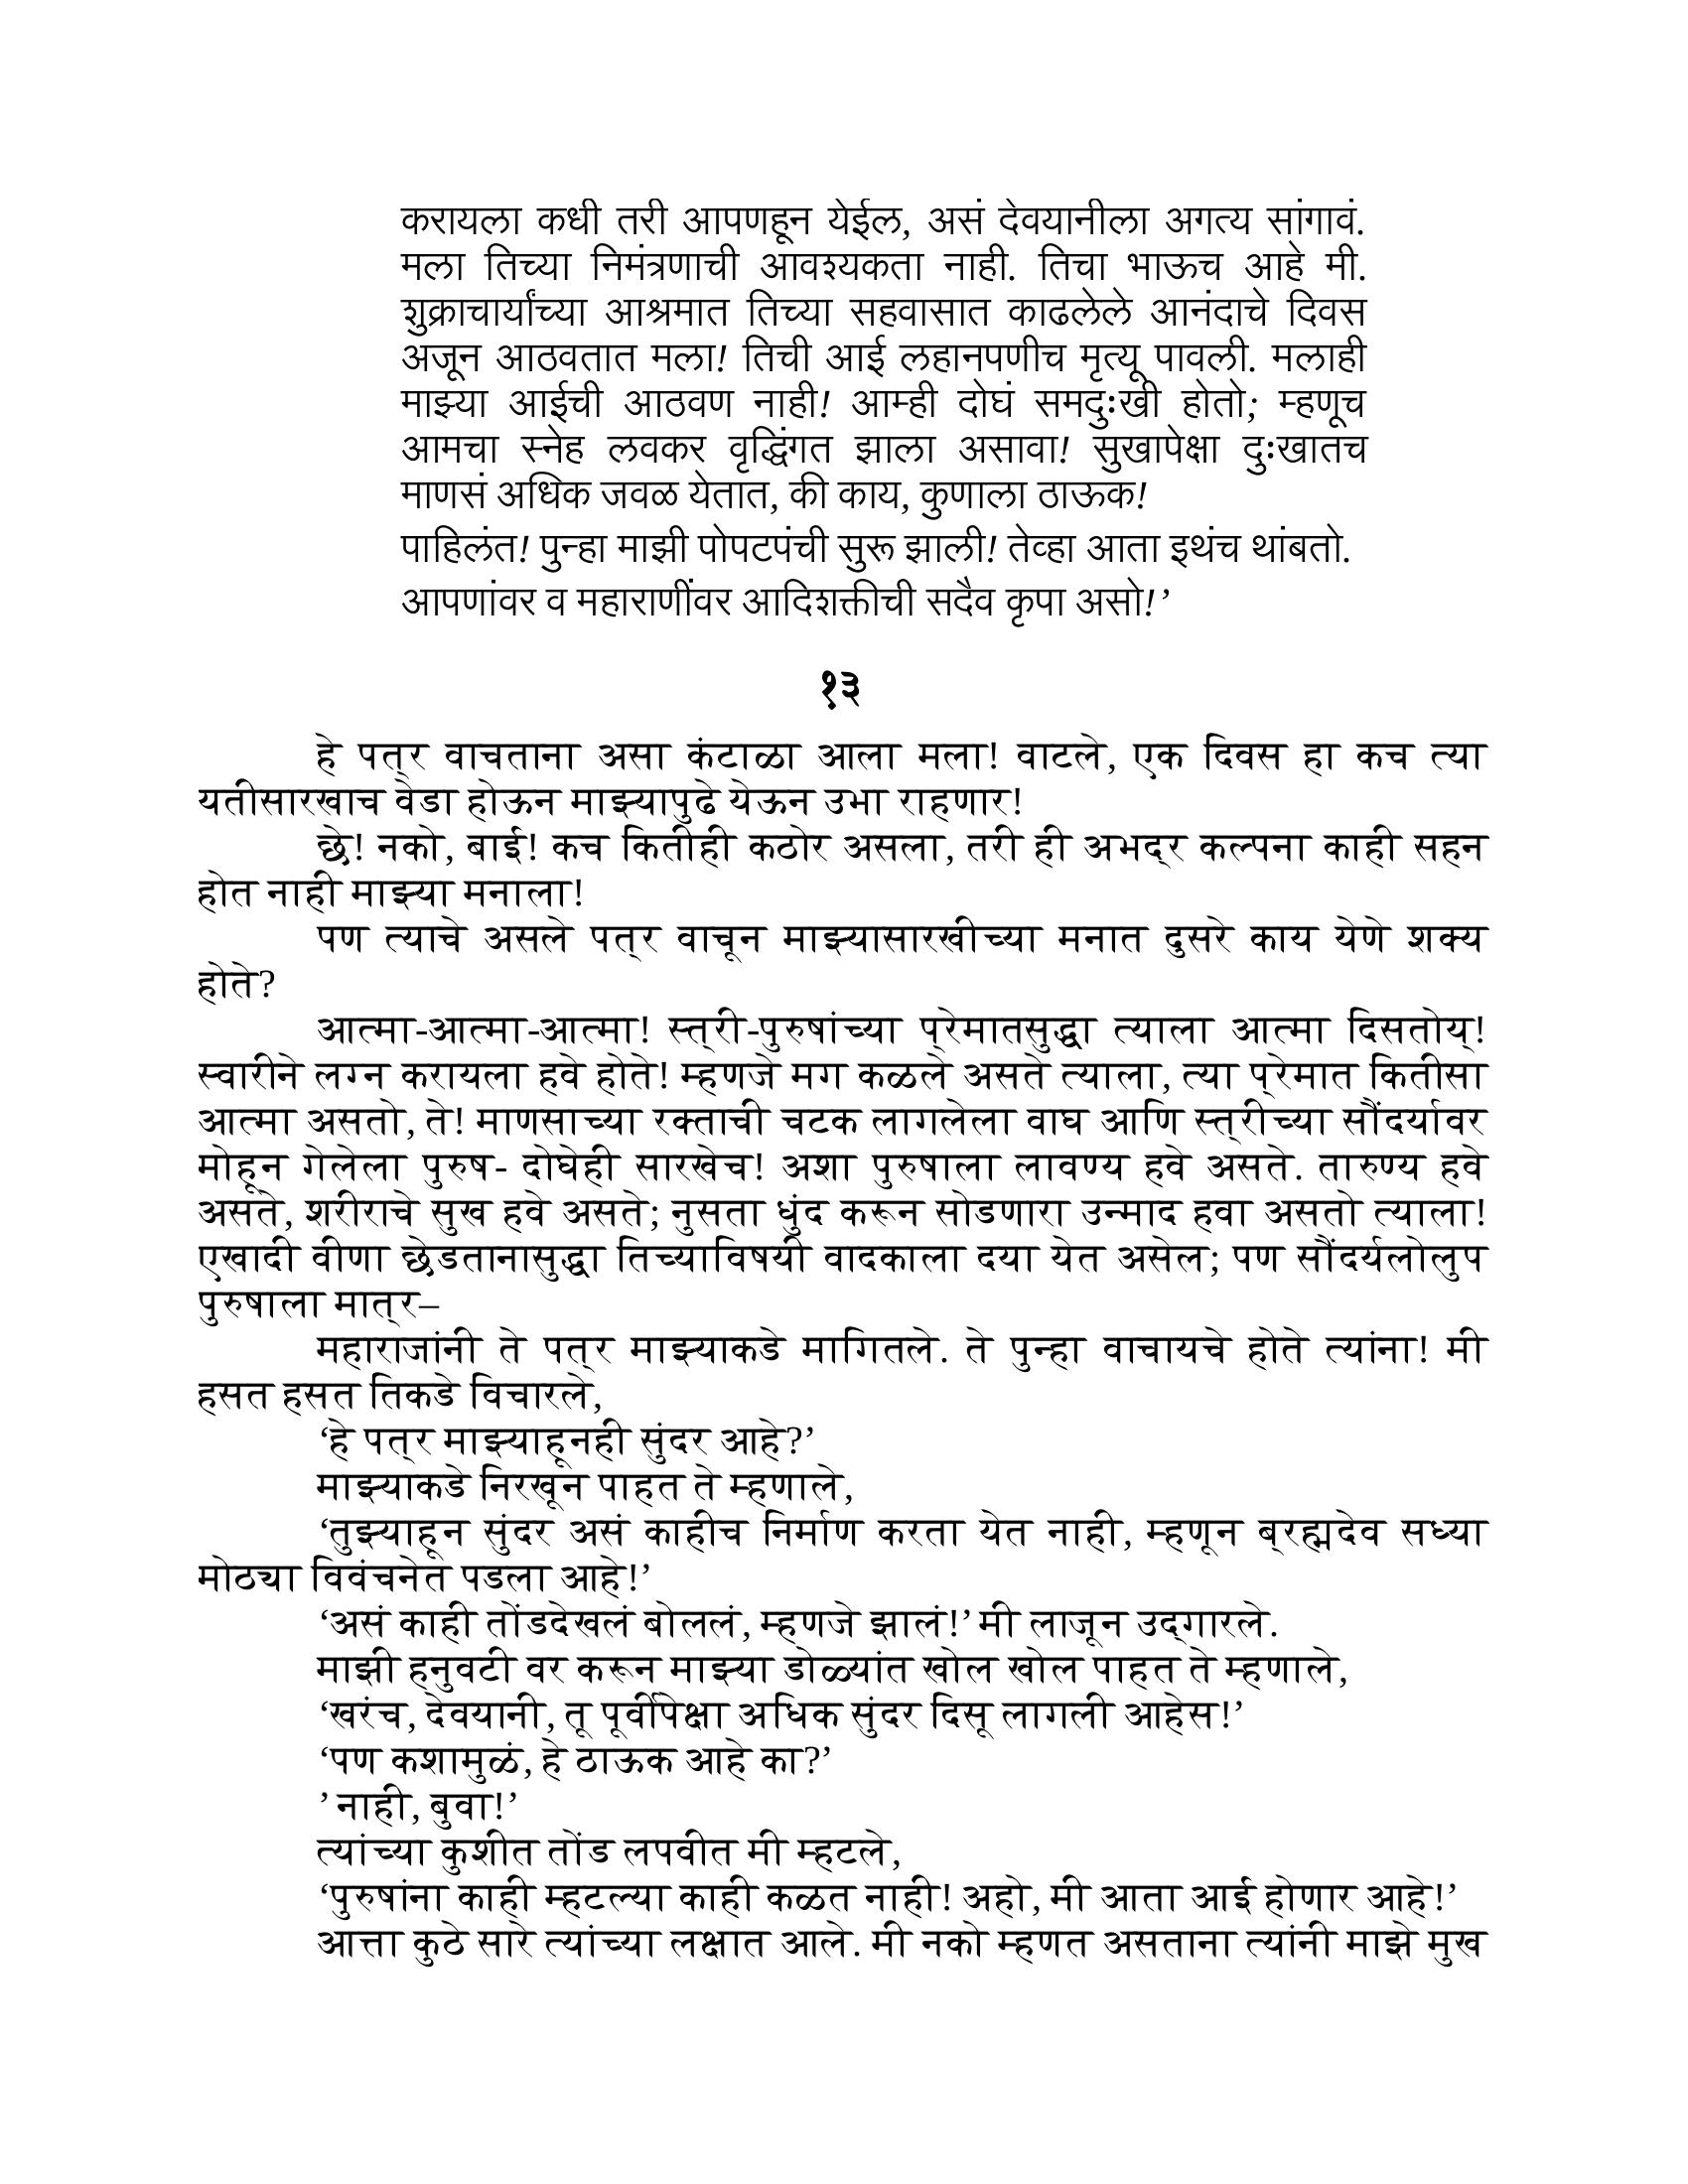 करायला कधी तरी आपणहून येईल, असं देवयानीला अगत्य सांगावं.
मला तिच्या निमंत्रणाची आवश्यकता नाही. तिचा भाऊच आहे मी.
शुक्राचार्यांच्या आश्रमात तिच्या सहवासात काढलेले आनंदाचे दिवस
अजून आठवतात मला! तिची आई लहानपणीच मृत्यू पावली. मलाही
माझ्या आईची आठवण नाही! आम्ही दोघं समदुःखी होतो; म्हणूच
आमचा स्नेह लवकर वृद्धिंगत झाला असावा! सुखापेक्षा दुःखातच
माणसं अधिक जवळ येतात, की काय, कुणाला ठाऊक!
पाहिलंत! पुन्हा माझी पोपटपंची सुरू झाली! तेव्हा आता इथंच थांबतो.
आपणांवर व महाराणींवर आदिशक्तीची सदैव कृपा असो!’
१३
हे पत्‍र वाचताना असा कंटाळा आला मला! वाटले, एक दिवस हा कच त्या
यतीसारखाच वेडा होऊन माझ्यापुढे येऊन उभा राहणार!
छे! नको, बाई! कच कितीही कठोर असला, तरी ही अभद्‍र कल्पना काही सहन
होत नाही माझ्या मनाला!
पण त्याचे असले पत्‍र वाचून माझ्यासारखीच्या मनात दुसरे काय येणे शक्य
होते?
आत्मा-आत्मा-आत्मा! स्त्‍री-पुरुषांच्या प्‍रेमातसुद्धा त्याला आत्मा दिसतोय्!
स्वारीने लग्न करायला हवे होते! म्हणजे मग कळले असते त्याला, त्या प्‍रेमात कितीसा
आत्मा असतो, ते! माणसाच्या रक्ताची चटक लागलेला वाघ आणि स्त्‍रीच्या सौंदर्यावर
मोहून गेलेला पुरुष- दोघेही सारखेच! अशा पुरुषाला लावण्य हवे असते. तारुण्य हवे
असते, शरीराचे सुख हवे असते; नुसता धुंद करून सोडणारा उन्माद हवा असतो त्याला!
एखादी वीणा छेडतानासुद्धा तिच्याविषयी वादकाला दया येत असेल; पण सौंदर्यलोलुप
पुरुषाला मात्‍र–
महाराजांनी ते पत्‍र माझ्याकडे मागितले. ते पुन्हा वाचायचे होते त्यांना! मी
हसत हसत तिकडे विचारले,
‘हे पत्‍र माझ्याहूनही सुंदर आहे?’
माझ्याकडे निरखून पाहत ते म्हणाले,
‘तुझ्याहून सुंदर असं काहीच निर्माण करता येत नाही, म्हणून ब्‍रह्मदेव सध्या
मोठ्या विवंचनेत पडला आहे!’
‘असं काही तोंडदेखलं बोललं, म्हणजे झालं!’ मी लाजून उद्‌गारले.
माझी हनुवटी वर करून माझ्या डोळ्यांत खोल खोल पाहत ते म्हणाले,
‘खरंच, देवयानी, तू पूर्वीपेक्षा अधिक सुंदर दिसू लागली आहेस!’
‘पण कशामुळं, हे ठाऊक आहे का?’
’ नाही, बुवा!’
त्यांच्या कुशीत तोंड लपवीत मी म्हटले,
‘पुरुषांना काही म्हटल्या काही कळत नाही! अहो, मी आता आई होणार आहे!’
आत्ता कुठे सारे त्यांच्या लक्षात आले. मी नको म्हणत असताना त्यांनी माझे मुख